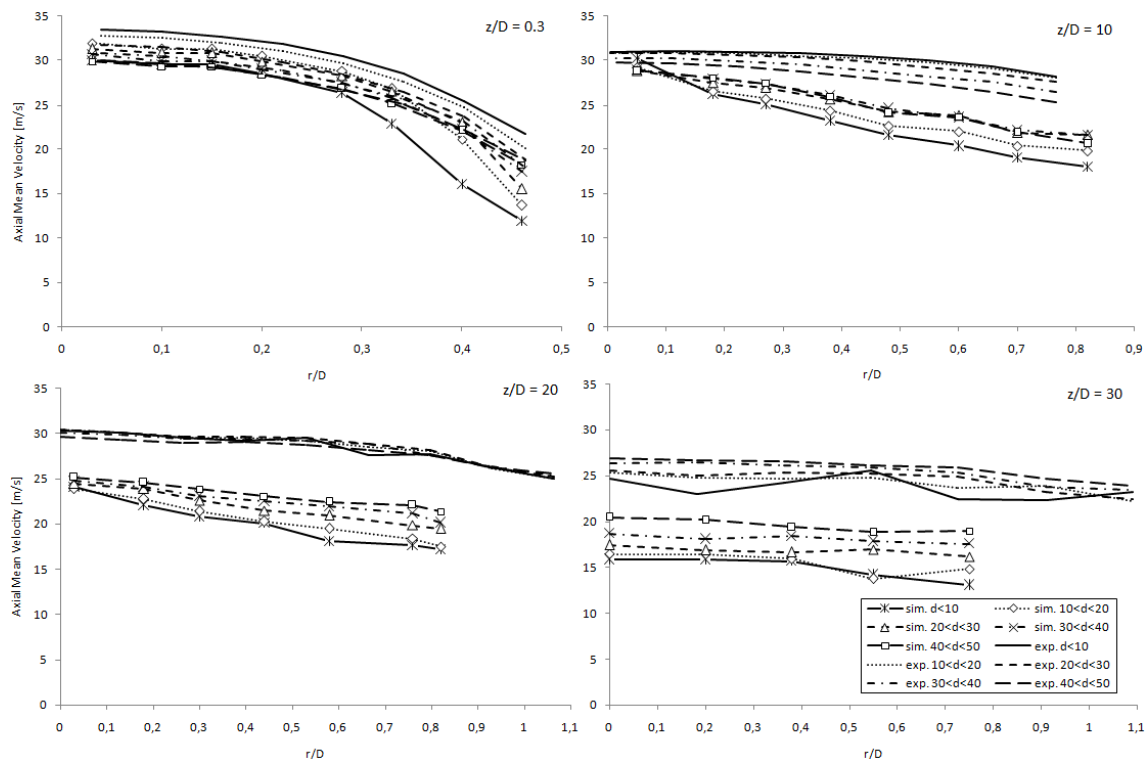 z/D = 0.3
Axial Mean Velocity [m/s]
35
30
25
20
15
10
5
0
0 0,1 0,2 0,3 0,4 0,5
r/D
z/D = 10
35
30
25
20
15
10
5
0
0 0,1 0,2 0,3 0,4 0,5 0,6 0,7 0,8 0,9
r/D
z/D = 20
Axial Mean Velocity [m/s]
35
30
25
20
15
10
5
0
0 0,1 0,2 0,3 0,4 0,5 0,6 0,7 0,8 0,9 1 1,1
r/D
z/D = 30
35
30
25
20
15
10
5
0
0 0,1 0,2 0,3 0,4 0,5 0,6 0,7 0,8 0,9 1 1,1
r/D
sim. d<10 sim. 10<d<20
sim. 20<d<30 sim. 30<d<40
sim. 40<d<50 exp. d<10
exp. 10<d<20 exp. 20<d<30
exp. 30<d<40 exp. 40<d<50